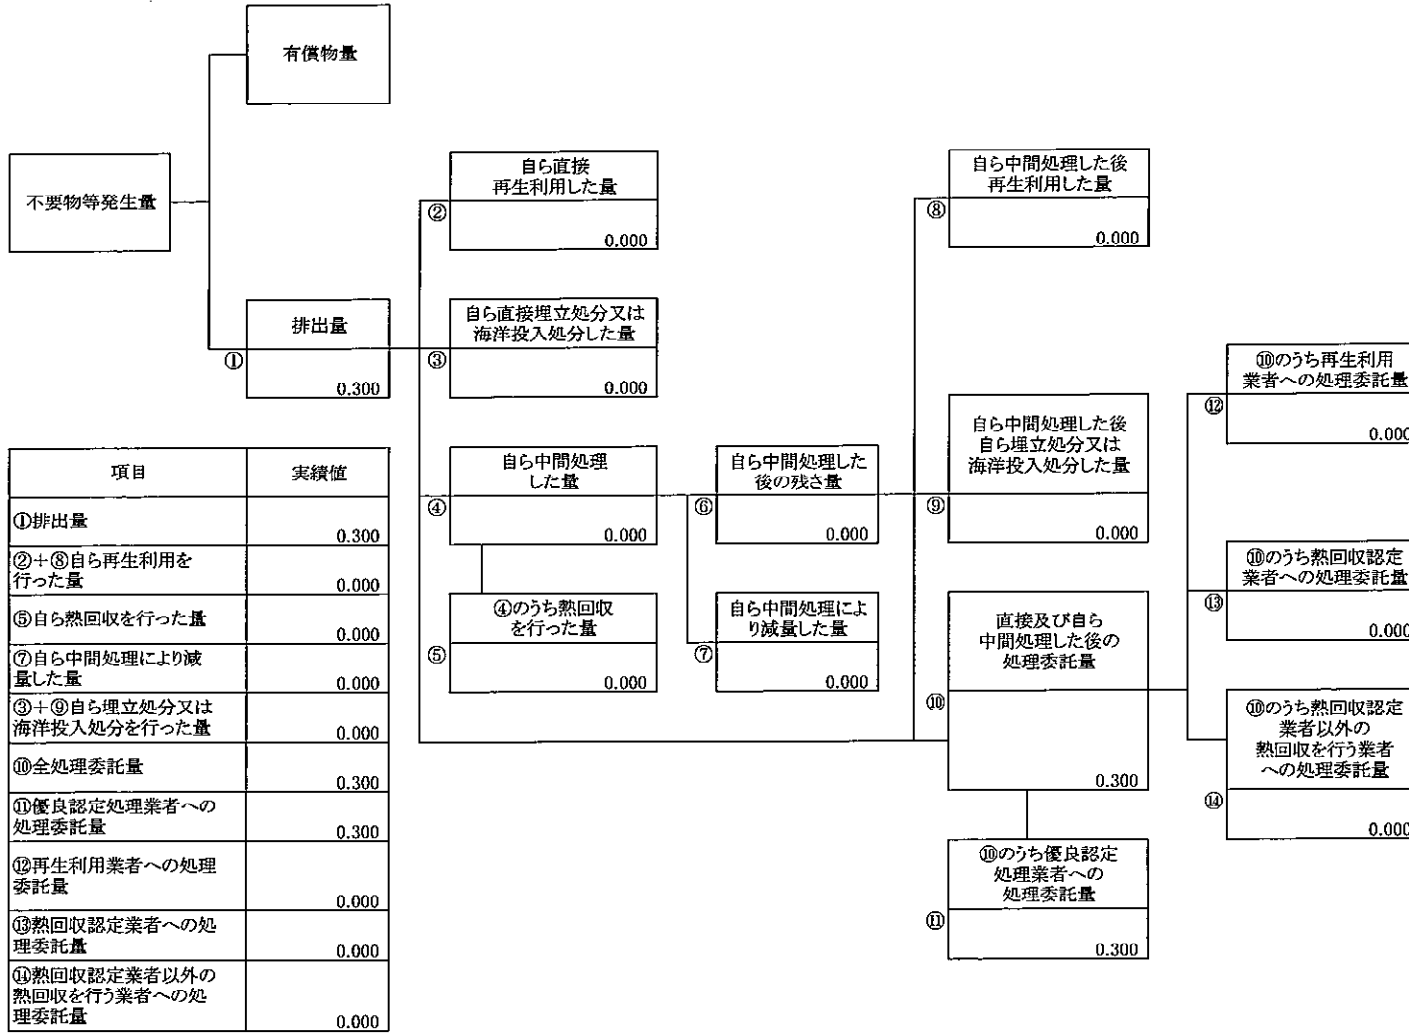 有償物量
不要物等発生量
排出量
①
0.300
自ら直接
再生利用した量
②
0.000
自ら直接埋立処分又は
海洋投入処分した量
③
0.000
自ら中間処理
した量
④
0.000
④のうち熱回収
を行った量
⑤
0.000
自ら中間処理した
後の残さ量
⑥
0.000
自ら中間処理によ
り減量した量
⑦
0.000
自ら中間処理した後
再生利用した量
⑧
0.000
自ら中間処理した後
自ら埋立処分又は
海洋投入処分した量
⑨
0.000
直接及び自ら
中間処理した後の
処理委託量
⑩
0.300
⑩のうち優良認定
処理業者への
処理委託量
⑪
0.300
⑩のうち再生利用
業者への処理委託量
⑫
0.000
⑩のうち熱回収認定
業者への処理委託量
⑬
0.000
⑩のうち熱回収認定
業者以外の
熱回収を行う業者
への処理委託量
⑭
0.000
項目 実績値
①排出量 0.300
②+⑧自ら再生利用を
行った量 0.000
⑤自ら熱回収を行った量 0.000
⑦自ら中間処理により減
量した量 0.000
③+⑨自ら埋立処分又は
海洋投入処分を行った量 0.000
⑩全処理委託量 0.300
⑪優良認定処理業者への
処理委託量 0.300
⑫再生利用業者への処理
委託量 0.000
⑬熱回収認定業者への処
理委託量 0.000
⑭熱回収認定業者以外の
熱回収を行う業者への処
理委託量 0.000